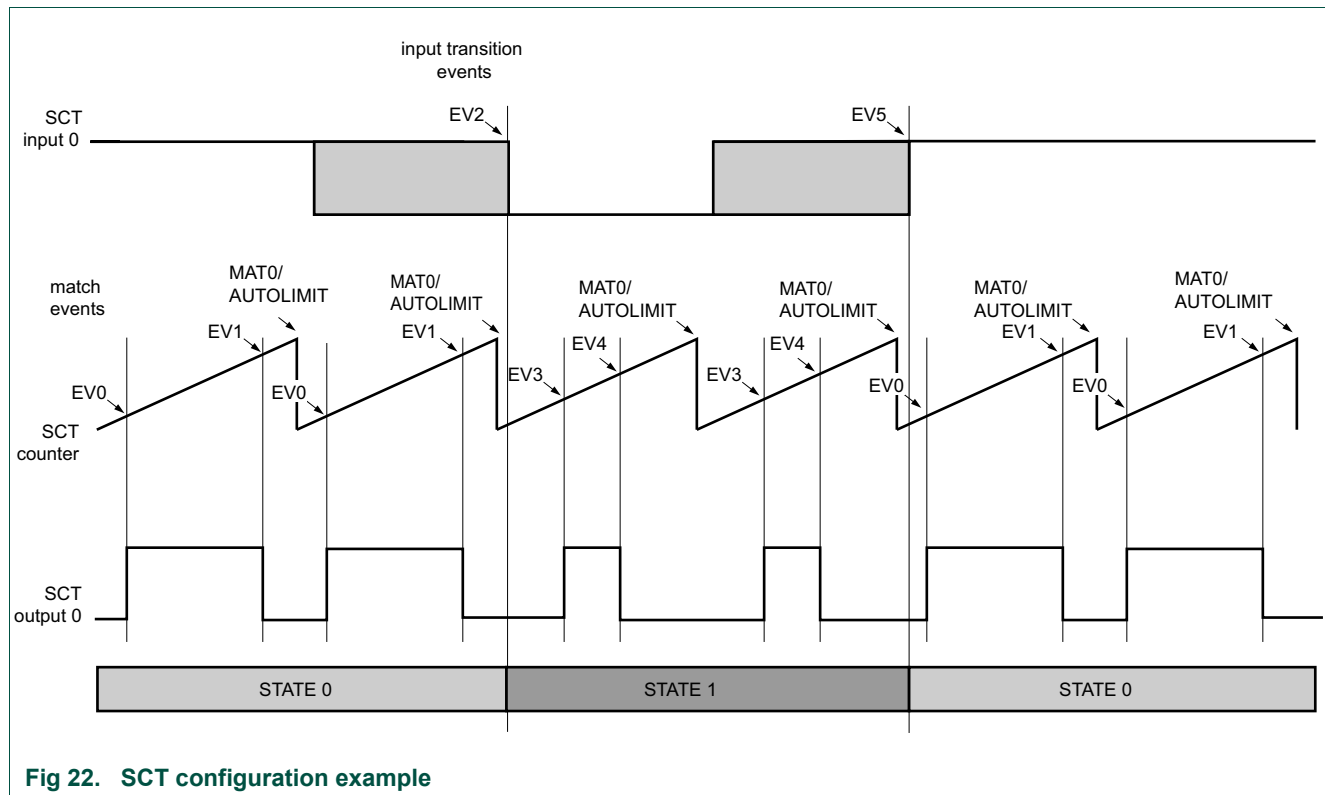 input transition
events
SCT
input 0
EV2
EV5
match
events
MAT0/
AUTOLIMIT
MAT0/
AUTOLIMIT
MAT0/
AUTOLIMIT
MAT0/
AUTOLIMIT
MAT0/
AUTOLIMIT
MAT0/
AUTOLIMIT
EV1
EV1
EV4
EV4
EV1
EV1
EV0
EV0
EV3
EV3
EV0
EV0
SCT
counter
SCT
output 0
STATE 0
STATE 1
STATE 0
Fig 22. SCT configuration example